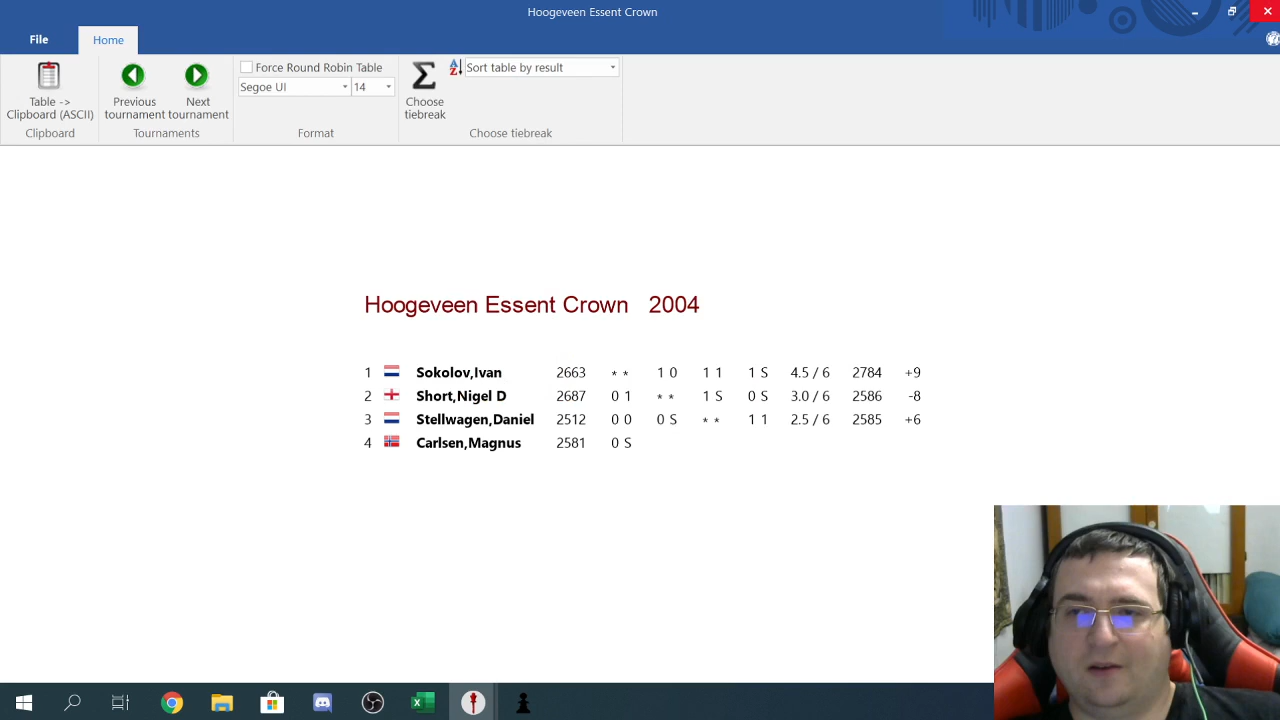 Hoogeveen Essent Crown
File Home
Table -> Clipboard (ASCII)
Previous tournament
Next tournament
Force Round Robin Table
Segoe UI 14
Choose tiebreak
Sort table by result
Clipboard Tournaments Format Choose tiebreak
Hoogeveen Essent Crown 2004
1 Sokolov,Ivan 2663 * * 1 0 1 1 1 S 4.5 / 6 2784 +9
2 Short,Nigel D 2687 0 1 * * 1 S 0 S 3.0 / 6 2586 -8
3 Stellwagen,Daniel 2512 0 0 0 S * * 1 1 2.5 / 6 2585 +6
4 Carlsen,Magnus 2581 0 S